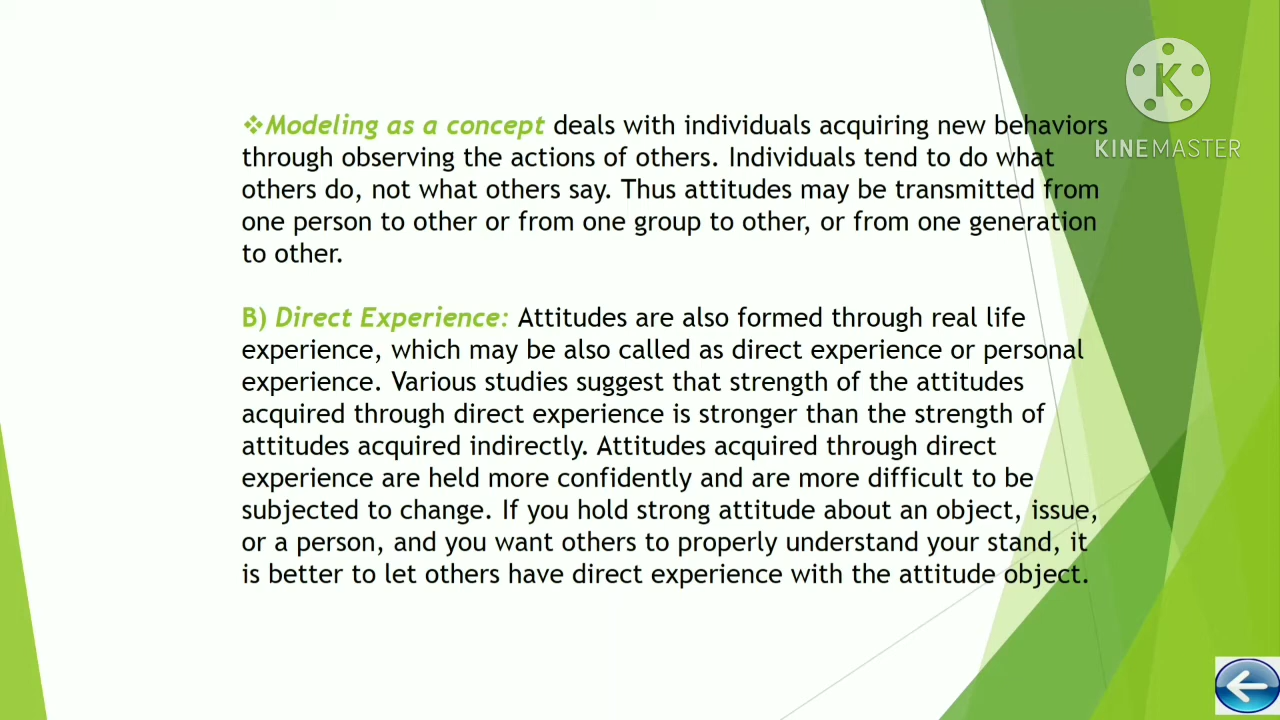 ❖Modeling as a concept deals with individuals acquiring new behaviors
through observing the actions of others. Individuals tend to do what
others do, not what others say. Thus attitudes may be transmitted from
one person to other or from one group to other, or from one generation
to other.
B) Direct Experience: Attitudes are also formed through real life
experience, which may be also called as direct experience or personal
experience. Various studies suggest that strength of the attitudes
acquired through direct experience is stronger than the strength of
attitudes acquired indirectly. Attitudes acquired through direct
experience are held more confidently and are more difficult to be
subjected to change. If you hold strong attitude about an object, issue,
or a person, and you want others to properly understand your stand, it
is better to let others have direct experience with the attitude object.
K
KINEMASTER